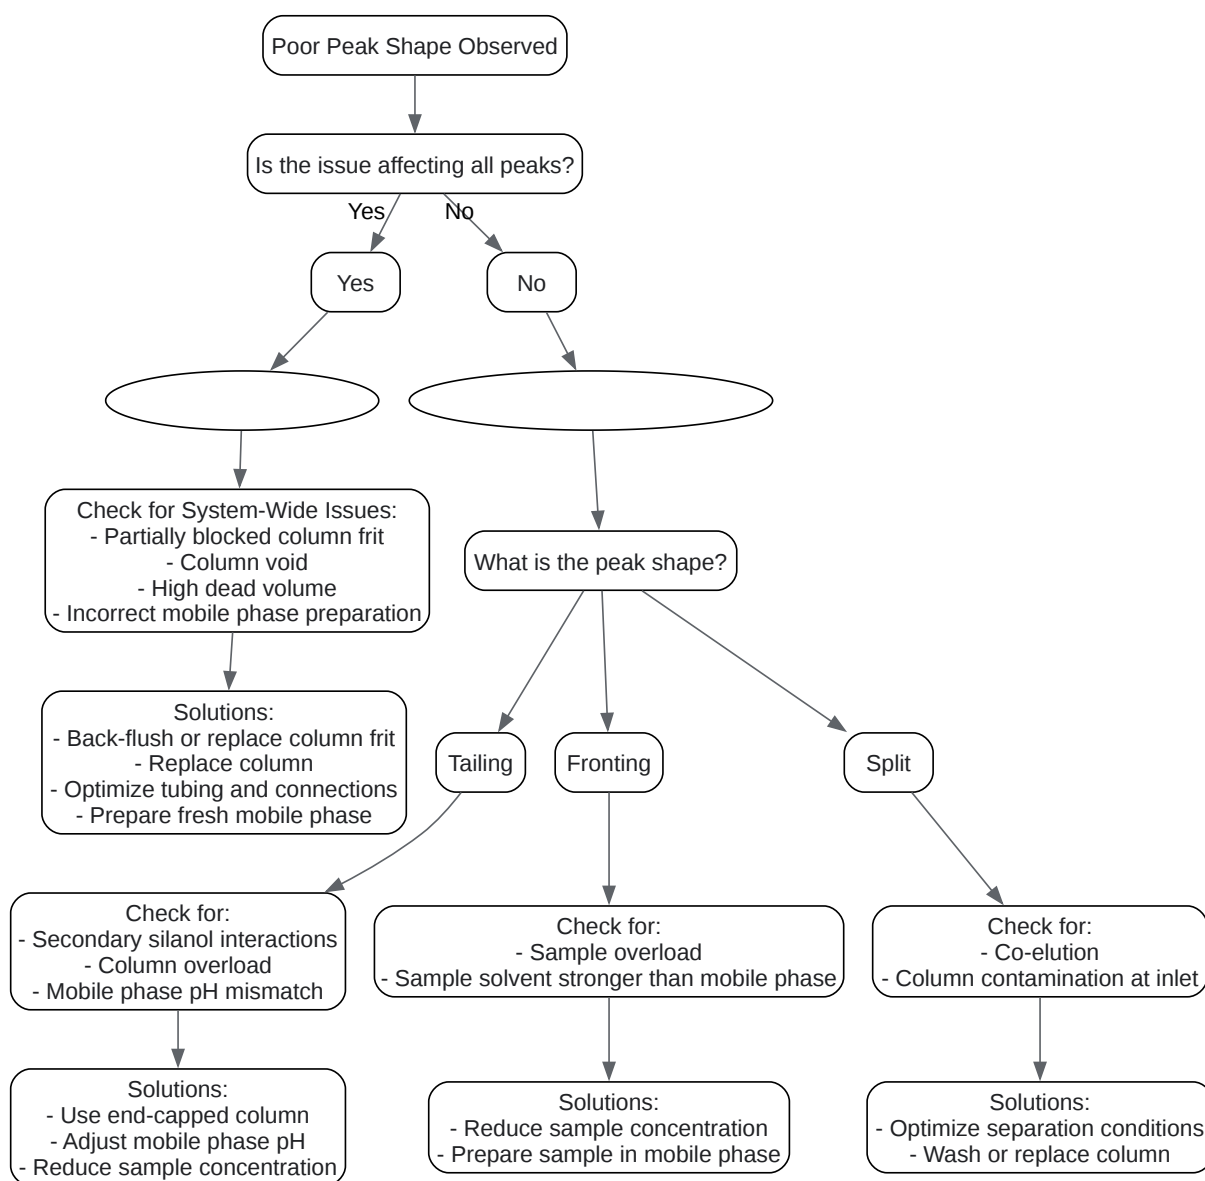 Poor Peak Shape Observed
Is the issue affecting all peaks?
Yes
No
Yes
No
Check for System-Wide Issues:
- Partially blocked column frit
- Column void
- High dead volume
- Incorrect mobile phase preparation
What is the peak shape?
Solutions:
- Back-flush or replace column frit
- Replace column
- Optimize tubing and connections
- Prepare fresh mobile phase
Tailing
Fronting
Split
Check for:
- Secondary silanol interactions
- Column overload
- Mobile phase pH mismatch
Check for:
- Sample overload
- Sample solvent stronger than mobile phase
Check for:
- Co-elution
- Column contamination at inlet
Solutions:
- Use end-capped column
- Adjust mobile phase pH
- Reduce sample concentration
Solutions:
- Reduce sample concentration
- Prepare sample in mobile phase
Solutions:
- Optimize separation conditions
- Wash or replace column